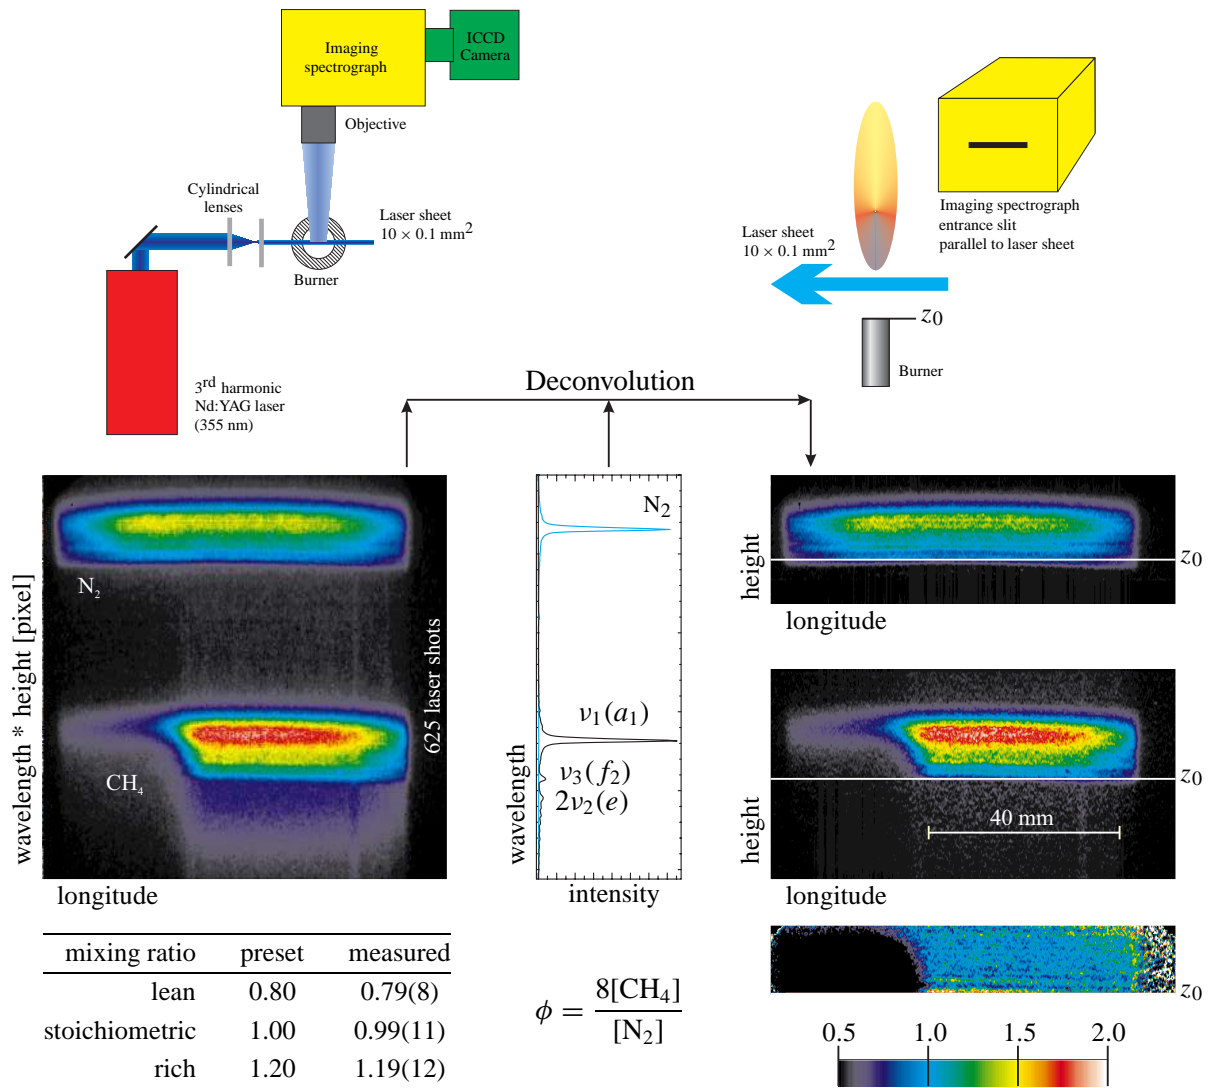 Imaging
spectrograph
ICCD
Camera
Objective
Cylindrical
lenses
Laser sheet
10 × 0.1 mm²
Burner
3rd harmonic
Nd:YAG laser
(355 nm)
Imaging spectrograph
entrance slit
parallel to laser sheet
Laser sheet
10 × 0.1 mm²
z0
Burner
Deconvolution
wavelength * height [pixel]
N₂
CH₄
625 laser shots
longitude
N₂
ν₁(a₁)
ν₃(f₂)
2ν₂(e)
wavelength
intensity
height
z0
longitude
height
z0
40 mm
longitude
z0
0.5 1.0 1.5 2.0
mixing ratio preset measured
lean 0.80 0.79(8)
stoichiometric 1.00 0.99(11)
rich 1.20 1.19(12)
ϕ = 8[CH₄] / [N₂]